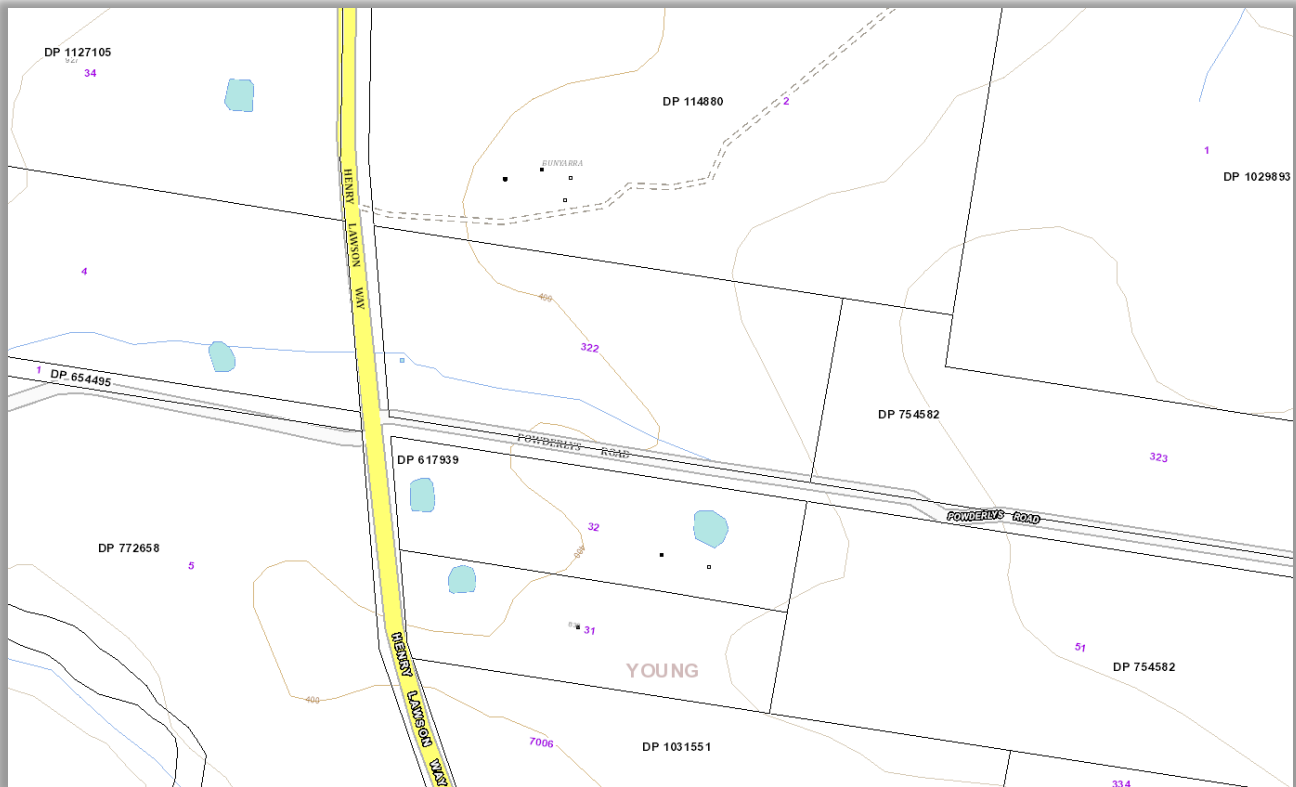 DP 1127105
34
DP 114880
2
1
DP 1029893
BUNYARRA
HENRY LAWSON WAY
4
400
322
1
DP 654495
DP 754582
POWDERLYS ROAD
323
DP 617939
32
POWDERLYS ROAD
DP 772658
5
400
31
HENRY LAWSON WAY
YOUNG
51
DP 754582
400
7006
DP 1031551
334